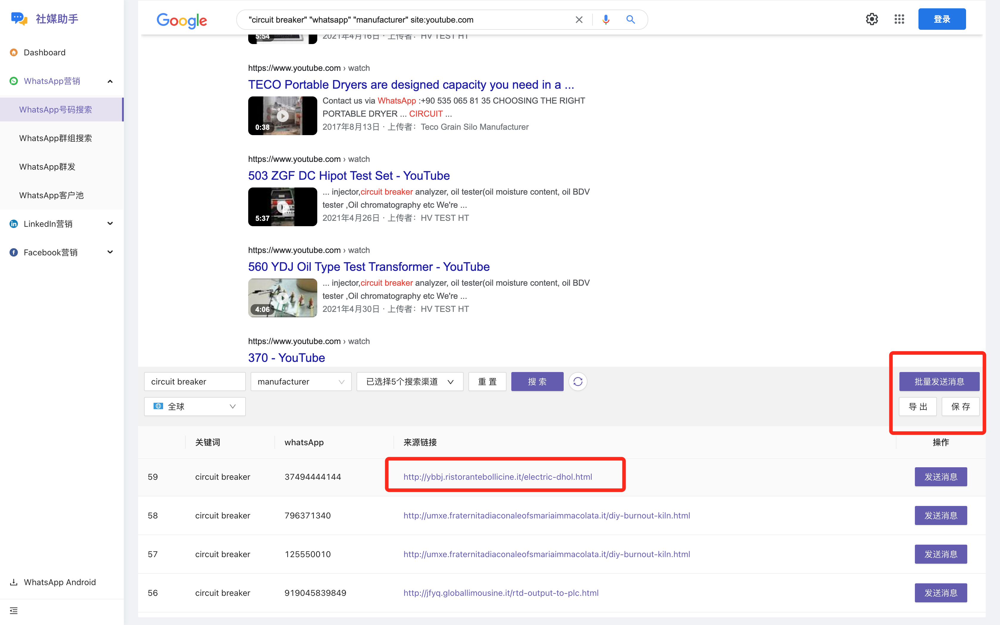 社媒助手
Dashboard
WhatsApp营销
WhatsApp号码搜索
WhatsApp群组搜索
WhatsApp群发
WhatsApp客户池
LinkedIn营销
Facebook营销
WhatsApp Android
Google
"circuit breaker" "whatsapp" "manufacturer" site:youtube.com
登录
5:54
2021年4月16日 · 上传者：HV TEST HT
https://www.youtube.com › watch
TECO Portable Dryers are designed capacity you need in a ...
Contact us via WhatsApp :+90 535 065 81 35 CHOOSING THE RIGHT
PORTABLE DRYER ... CIRCUIT ...
0:38
2017年8月13日 · 上传者：Teco Grain Silo Manufacturer
https://www.youtube.com › watch
503 ZGF DC Hipot Test Set - YouTube
... injector,circuit breaker analyzer, oil tester(oil moisture content, oil BDV
tester ,Oil chromatography etc We're ...
5:37
2021年4月26日 · 上传者：HV TEST HT
https://www.youtube.com › watch
560 YDJ Oil Type Test Transformer - YouTube
... injector,circuit breaker analyzer, oil tester(oil moisture content, oil BDV
tester ,Oil chromatography etc We're ...
4:06
2021年4月30日 · 上传者：HV TEST HT
https://www.youtube.com › watch
370 - YouTube
circuit breaker
manufacturer
已选择5个搜索渠道
重 置
搜 索
批量发送消息
全球
导 出
保 存
关键词 whatsApp 来源链接 操作
59 circuit breaker 37494444144 http://ybbj.ristorantebollicine.it/electric-dhol.html 发送消息
58 circuit breaker 796371340 http://umxe.fraternitadiaconaleofsmariaimmacolata.it/diy-burnout-kiln.html 发送消息
57 circuit breaker 125550010 http://umxe.fraternitadiaconaleofsmariaimmacolata.it/diy-burnout-kiln.html 发送消息
56 circuit breaker 919045839849 http://jfyq.globallimousine.it/rtd-output-to-plc.html 发送消息